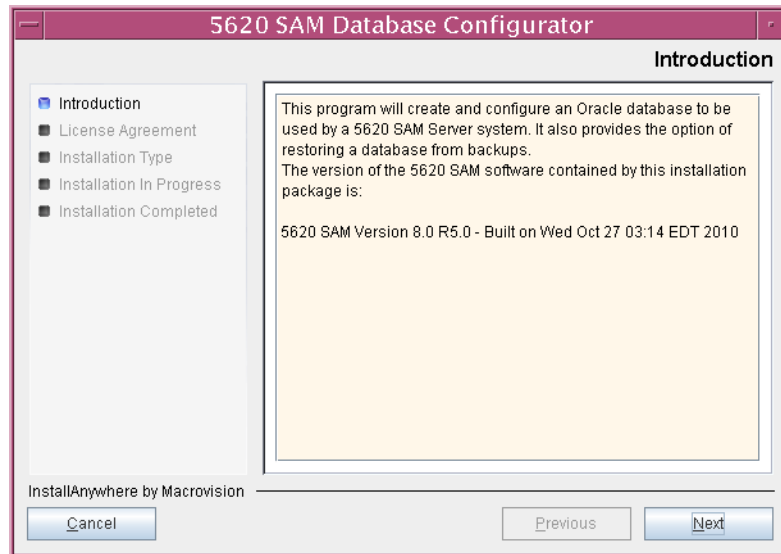 5620 SAM Database Configurator
Introduction
Introduction
License Agreement
Installation Type
Installation In Progress
Installation Completed
This program will create and configure an Oracle database to be
used by a 5620 SAM Server system. It also provides the option of
restoring a database from backups.
The version of the 5620 SAM software contained by this installation
package is:
5620 SAM Version 8.0 R5.0 - Built on Wed Oct 27 03:14 EDT 2010
InstallAnywhere by Macrovision
Cancel
Previous
Next